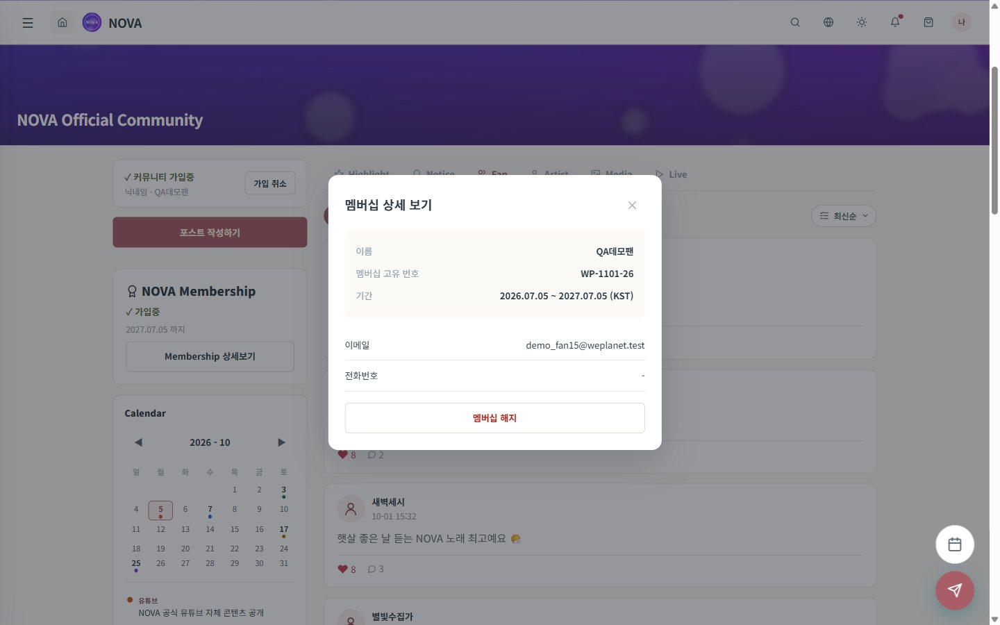 NOVA
NOVA
나
NOVA Official Community
✓ 커뮤니티 가입중
닉네임 · QA데모팬
가입 취소
포스트 작성하기
NOVA Membership
✓ 가입중
2027.07.05 까지
Membership 상세보기
Calendar
◀ 2026 - 10 ▶
일 월 화 수 목 금 토
1 2 3
4 5 6 7 8 9 10
11 12 13 14 15 16 17
18 19 20 21 22 23 24
25 26 27 28 29 30 31
유튜브
NOVA 공식 유튜브 자체 콘텐츠 공개
Highlight Notice Fan Artist Media Live
최신순
멤버십 상세 보기
이름 QA데모팬
멤버십 고유 번호 WP-1101-26
기간 2026.07.05 ~ 2027.07.05 (KST)
이메일 demo_fan15@weplanet.test
전화번호 -
멤버십 해지
8 2
새벽세시
10-01 15:32
햇살 좋은 날 듣는 NOVA 노래 최고예요 🌤️
8 3
별빛수집가